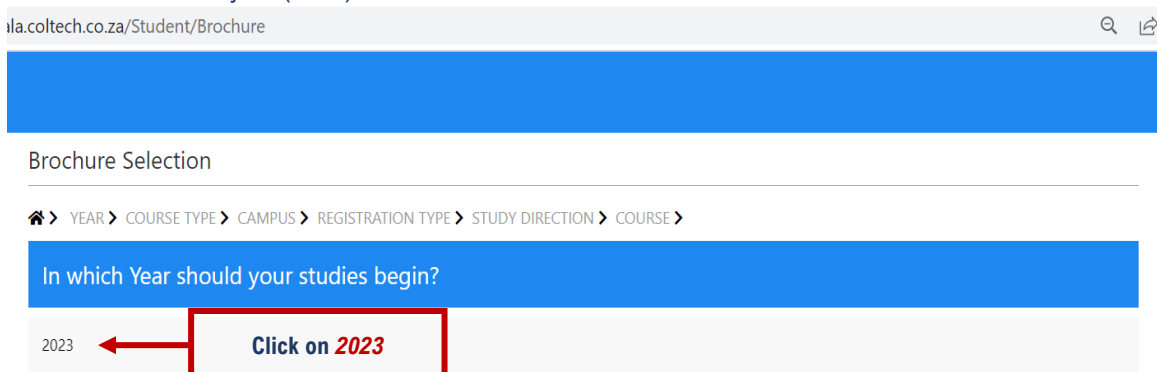 ala.coltech.co.za/Student/Brochure
Brochure Selection
YEAR COURSE TYPE CAMPUS REGISTRATION TYPE STUDY DIRECTION COURSE
In which Year should your studies begin?
2023 Click on 2023